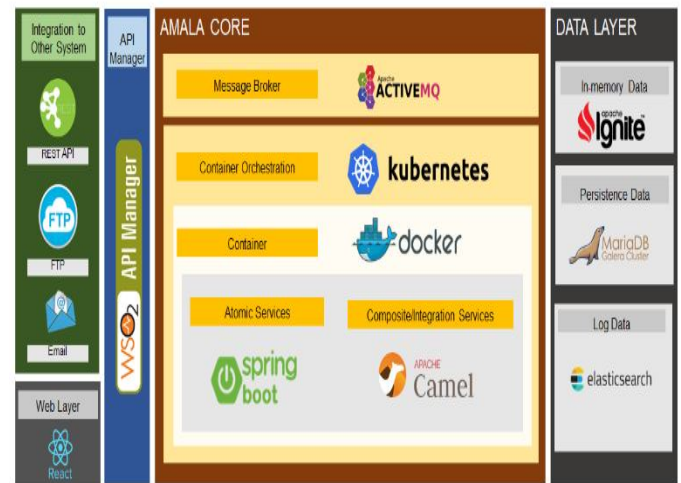 Integration to
Other System
REST API
FTP
FTP
Email
Web Layer
React
API
Manager
WSO2 API Manager
AMALA CORE
Message Broker
Apache
ACTIVEMQ
Container Orchestration
kubernetes
Container
docker
Atomic Services
spring
boot
Composite/Integration Services
APACHE
Camel
DATA LAYER
In-memory Data
apache
Ignite
Persistence Data
MariaDB
Galera Cluster
Log Data
elasticsearch